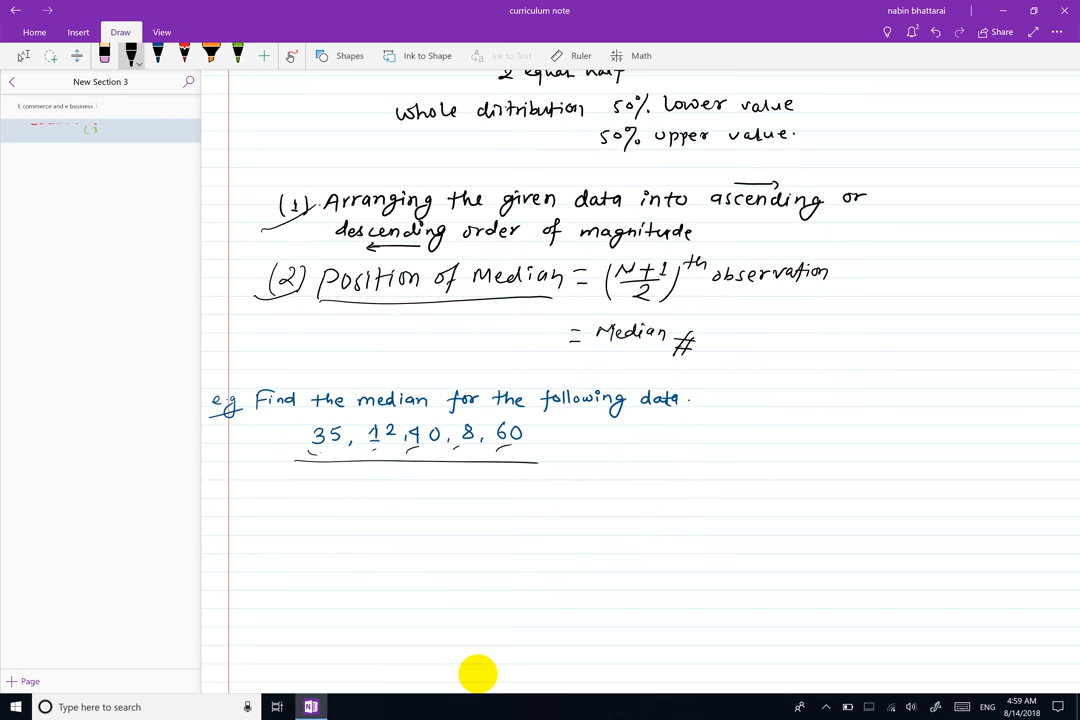 curriculum note
nabin bhattarai
Home Insert Draw View
Share
Shapes Ink to Shape Ink to Text Ruler Math
New Section 3
E commerce and e business
2 equal half
whole distribution 50% lower value
50% upper value.
(1). Arranging the given data into ascending or
descending order of magnitude
(2) Position of Median = (N+1/2)th observation
= Median #
e.g Find the median for the following data.
35, 12, 40, 8, 60
+ Page
Type here to search
ENG
4:59 AM
8/14/2018